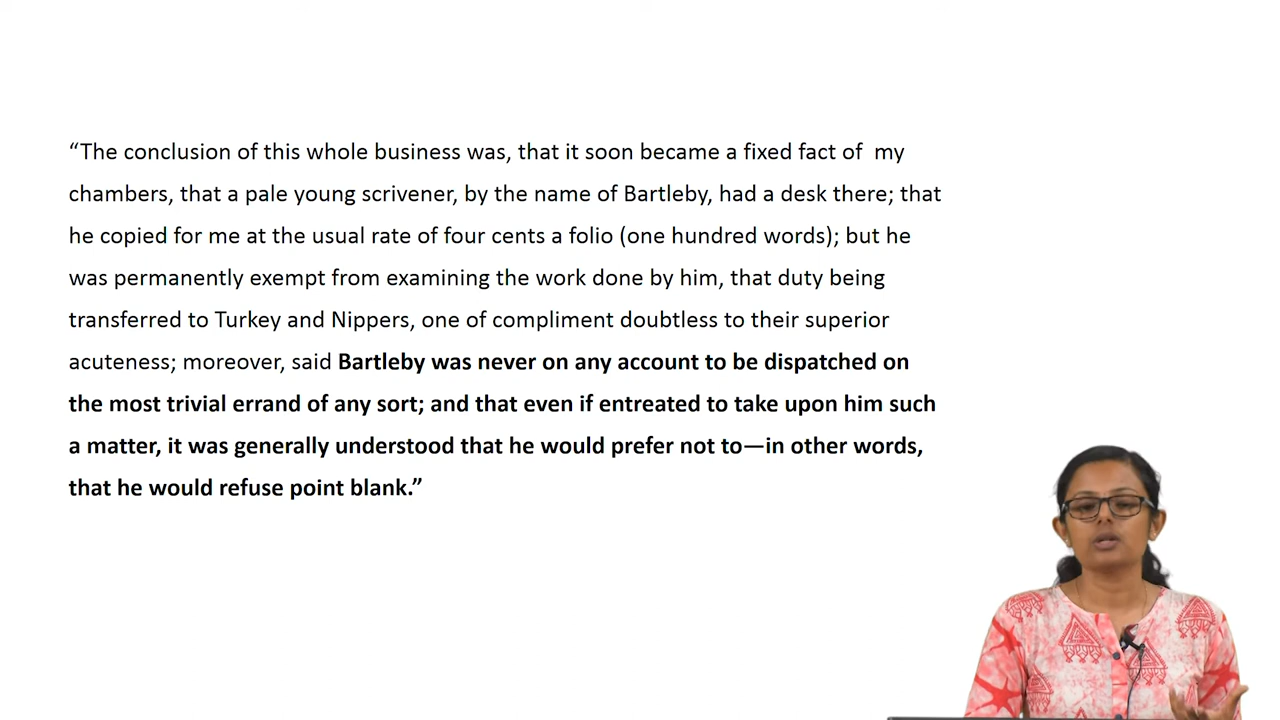 “The conclusion of this whole business was, that it soon became a fixed fact of my
chambers, that a pale young scrivener, by the name of Bartleby, had a desk there; that
he copied for me at the usual rate of four cents a folio (one hundred words); but he
was permanently exempt from examining the work done by him, that duty being
transferred to Turkey and Nippers, one of compliment doubtless to their superior
acuteness; moreover, said Bartleby was never on any account to be dispatched on
the most trivial errand of any sort; and that even if entreated to take upon him such
a matter, it was generally understood that he would prefer not to—in other words,
that he would refuse point blank.”